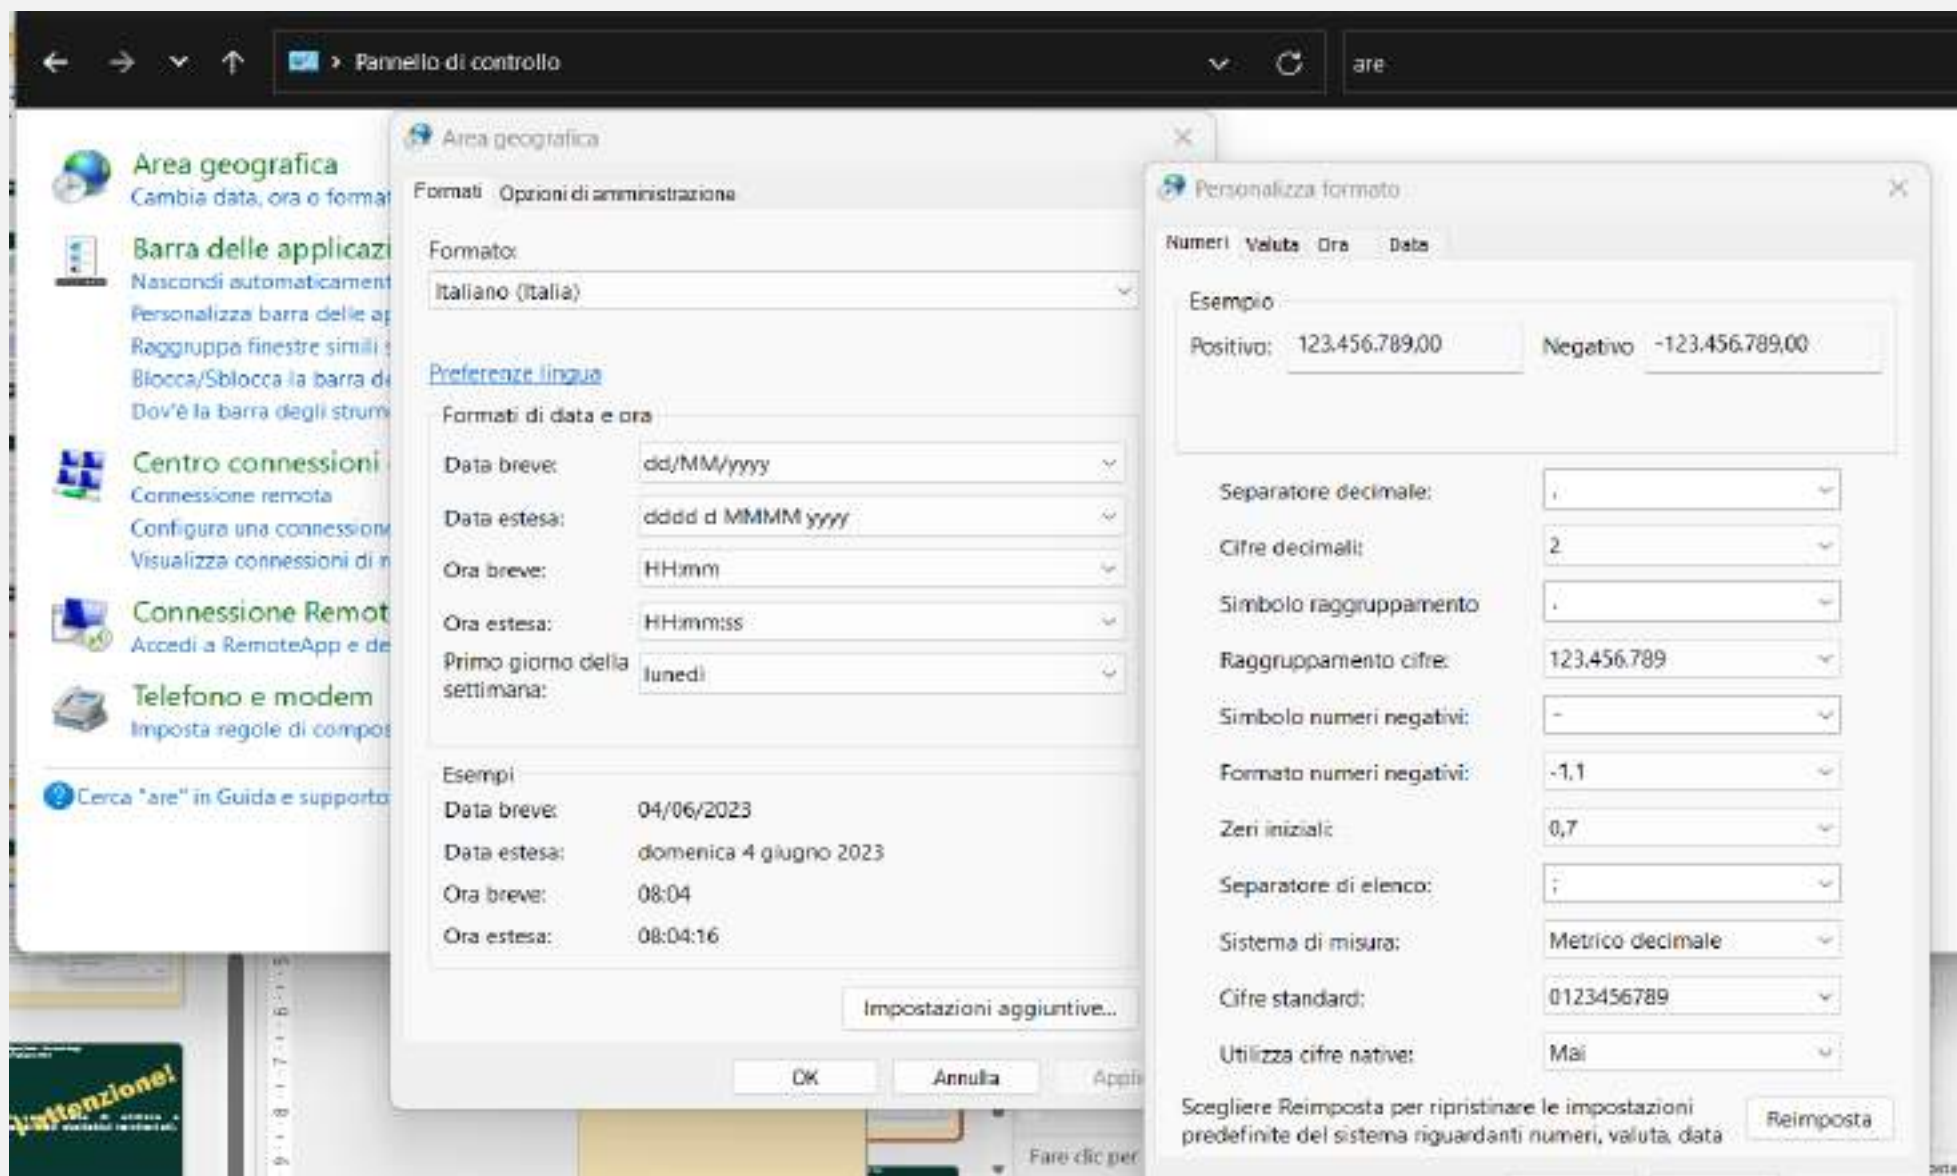 Pannello di controllo
are
Area geografica
Cambia data, ora o format
Barra delle applicazi
Nascondi automaticament
Personalizza barra delle ap
Raggruppa finestre simili s
Blocca/Sblocca la barra de
Dov'è la barra degli strum
Centro connessioni
Connessione remota
Configura una connessione
Visualizza connessioni di r
Connessione Remot
Accedi a RemoteApp e de
Telefono e modem
Imposta regole di compos
Cerca "are" in Guida e supporto
Area geografica
Formati Opzioni di amministrazione
Formato:
Italiano (Italia)
Preferenze lingua
Formati di data e ora
Data breve: dd/MM/yyyy
Data estesa: dddd d MMMM yyyy
Ora breve: HH:mm
Ora estesa: HH:mm:ss
Primo giorno della settimana: lunedì
Esempi
Data breve: 04/06/2023
Data estesa: domenica 4 giugno 2023
Ora breve: 08:04
Ora estesa: 08:04:16
Impostazioni aggiuntive...
OK Annulla Appli
Personalizza formato
Numeri Valuta Ora Data
Esempio
Positivo: 123.456.789,00 Negativo -123.456.789,00
Separatore decimale: ,
Cifre decimali: 2
Simbolo raggruppamento .
Raggruppamento cifre: 123.456.789
Simbolo numeri negativi: -
Formato numeri negativi: -1,1
Zeri iniziali: 0,7
Separatore di elenco: ;
Sistema di misura: Metrico decimale
Cifre standard: 0123456789
Utilizza cifre native: Mai
Scegliere Reimposta per ripristinare le impostazioni
predefinite del sistema riguardanti numeri, valuta, data
Reimposta
l'attenzione!
Fare clic per